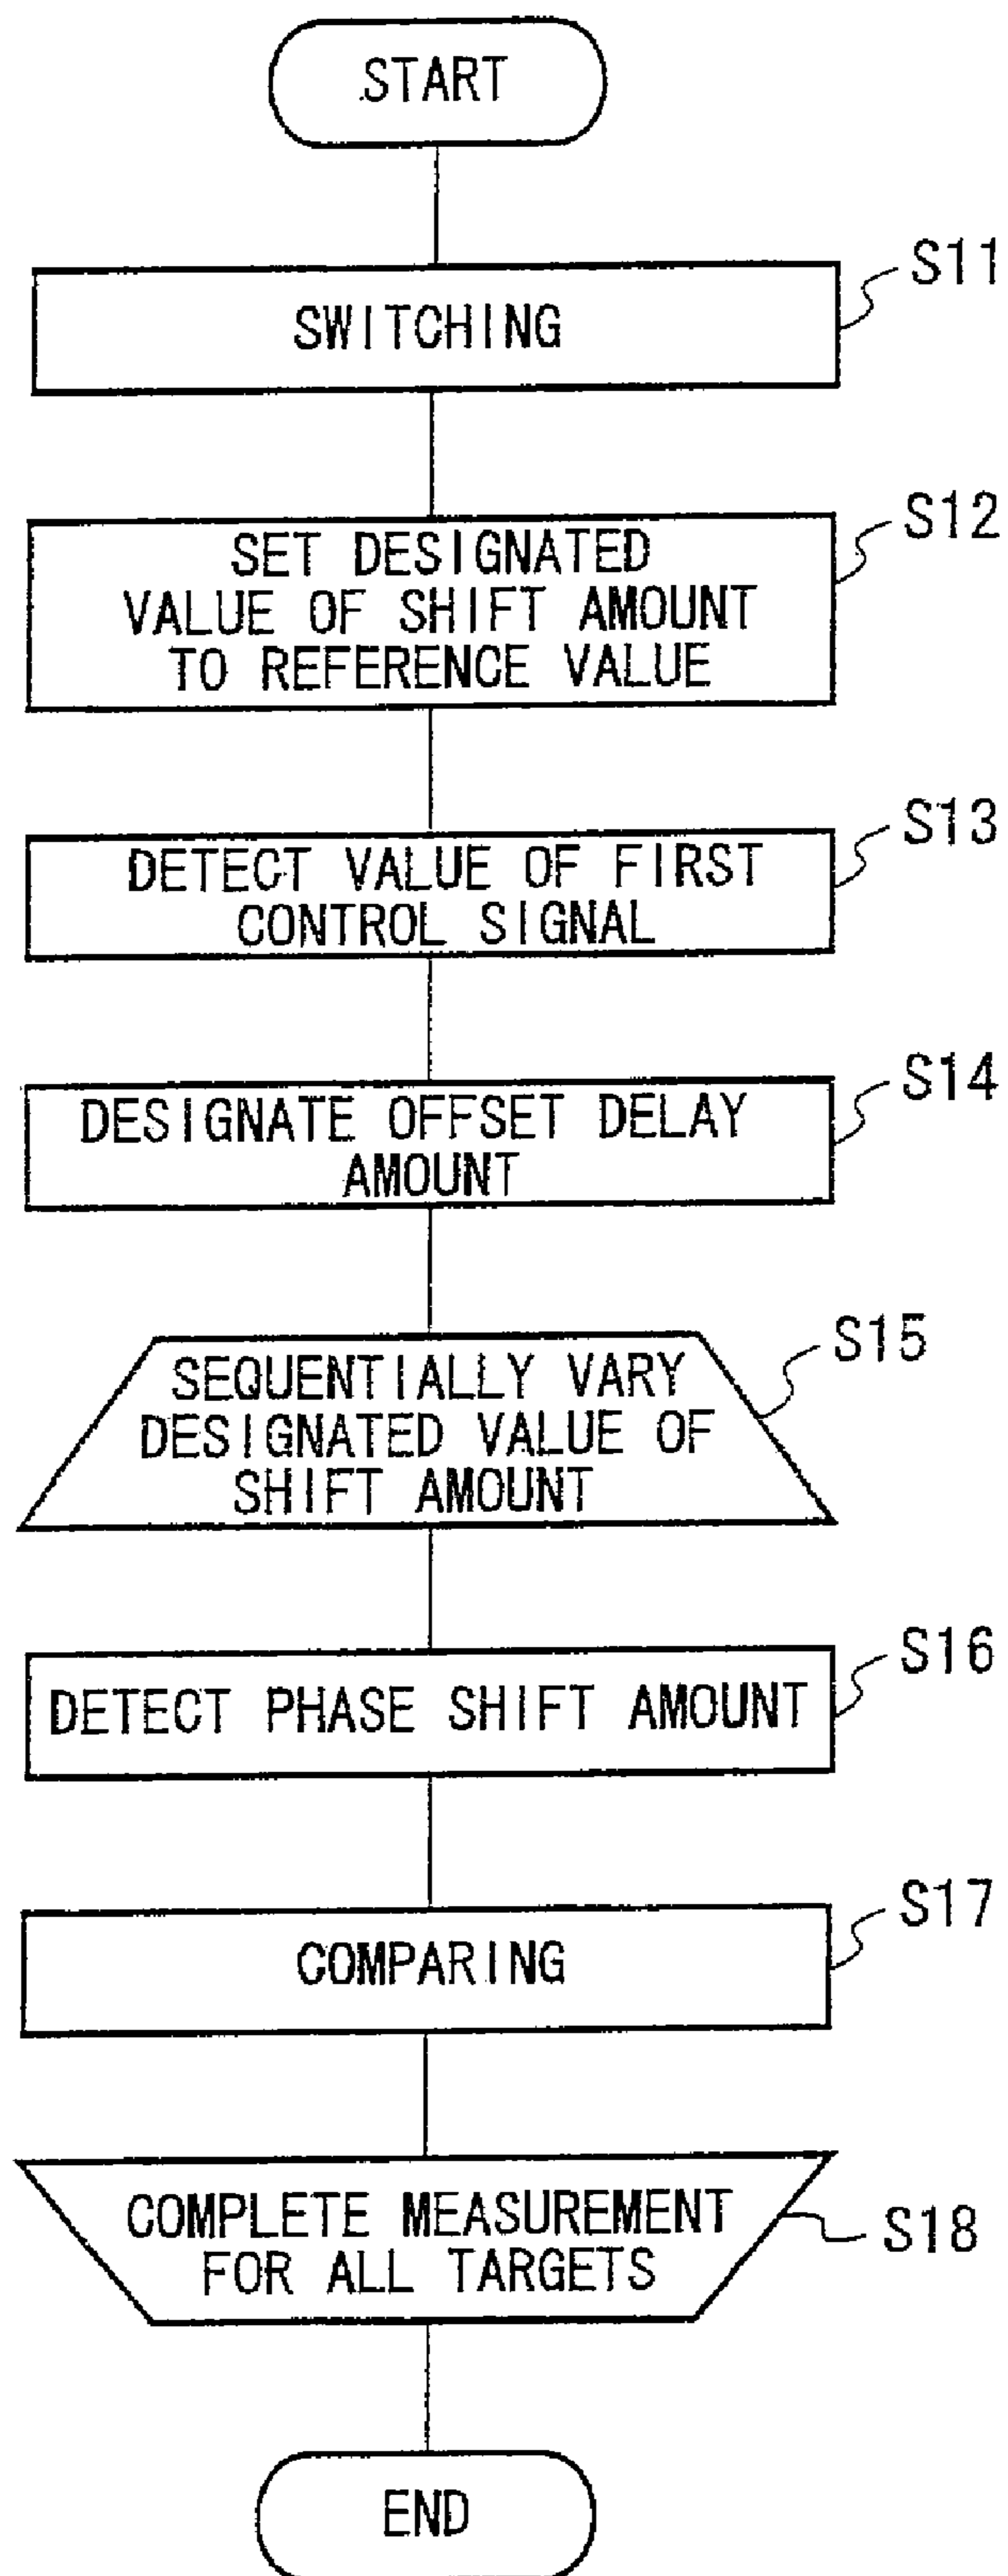 START
S11
SWITCHING
S12
SET DESIGNATED
VALUE OF SHIFT AMOUNT
TO REFERENCE VALUE
S13
DETECT VALUE OF FIRST
CONTROL SIGNAL
S14
DESIGNATE OFFSET DELAY
AMOUNT
S15
SEQUENTIALLY VARY
DESIGNATED VALUE OF
SHIFT AMOUNT
S16
DETECT PHASE SHIFT AMOUNT
S17
COMPARING
S18
COMPLETE MEASUREMENT
FOR ALL TARGETS
END